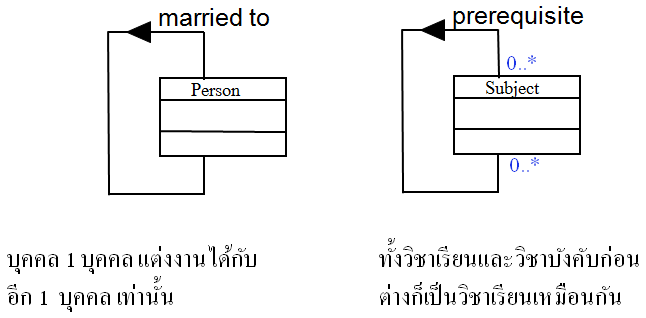 married to
Person
บุคคล 1 บุคคล แต่งงานได้กับ
อีก 1 บุคคล เท่านั้น
prerequisite
0..*
Subject
0..*
ทั้งวิชาเรียนและวิชาบังคับก่อน
ต่างก็เป็นวิชาเรียนเหมือนกัน